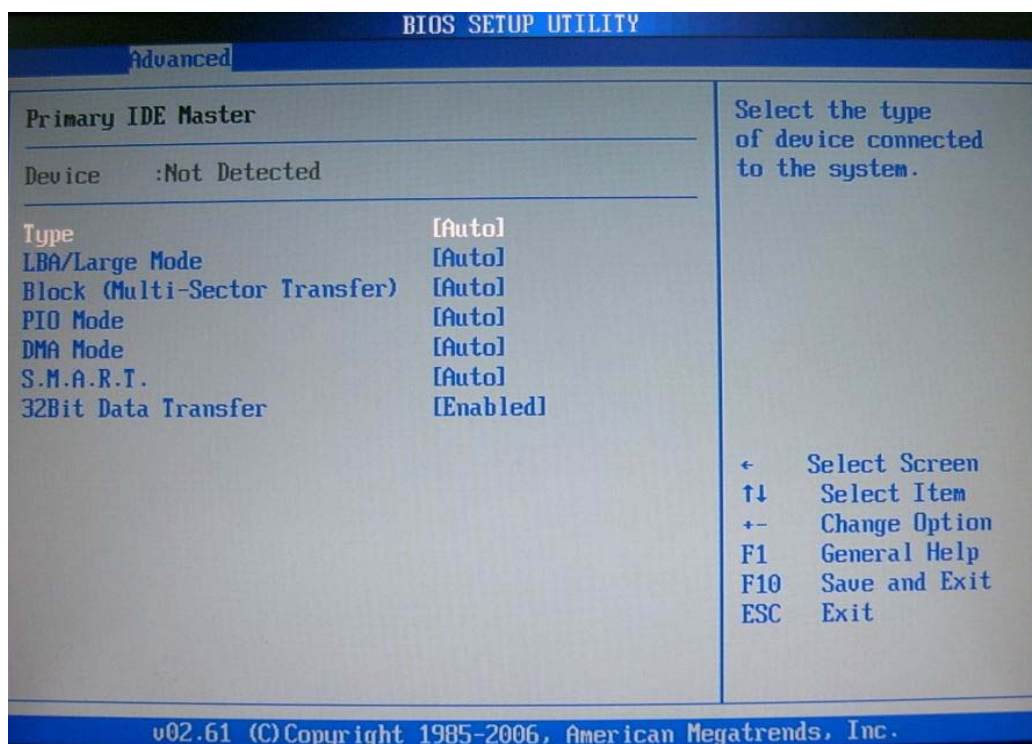 BIOS SETUP UTILITY
Advanced
Primary IDE Master
Device :Not Detected
Type [Auto]
LBA/Large Mode [Auto]
Block (Multi-Sector Transfer) [Auto]
PIO Mode [Auto]
DMA Mode [Auto]
S.M.A.R.T. [Auto]
32Bit Data Transfer [Enabled]
Select the type
of device connected
to the system.
← Select Screen
↑↓ Select Item
+- Change Option
F1 General Help
F10 Save and Exit
ESC Exit
v02.61 (C)Copyright 1985-2006, American Megatrends, Inc.